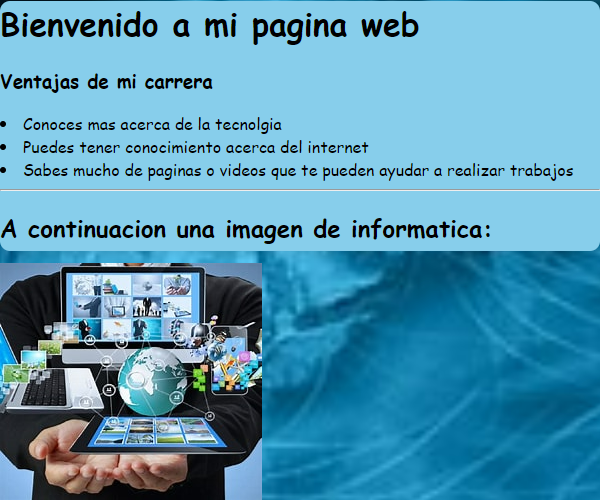 Bienvenido a mi pagina web
Ventajas de mi carrera
Conoces mas acerca de la tecnolgia
Puedes tener conocimiento acerca del internet
Sabes mucho de paginas o videos que te pueden ayudar a realizar trabajos
A continuacion una imagen de informatica: